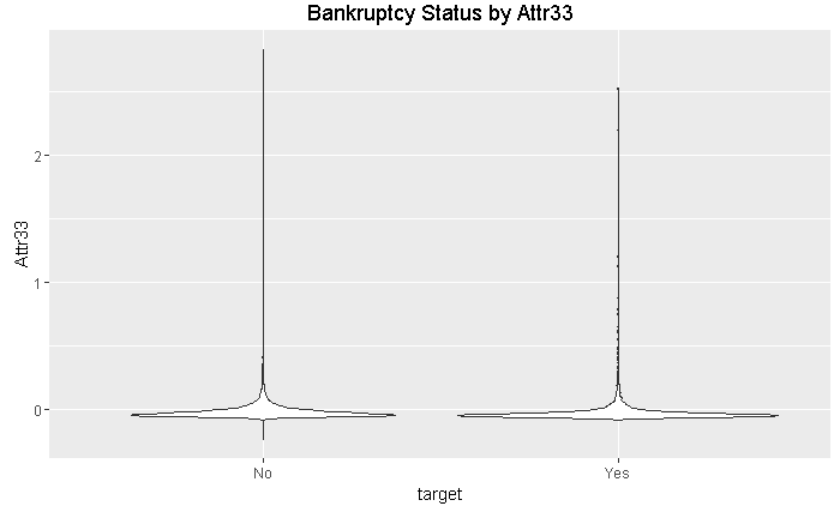 Bankruptcy Status by Attr33
2
1
0
Attr33
No Yes
target